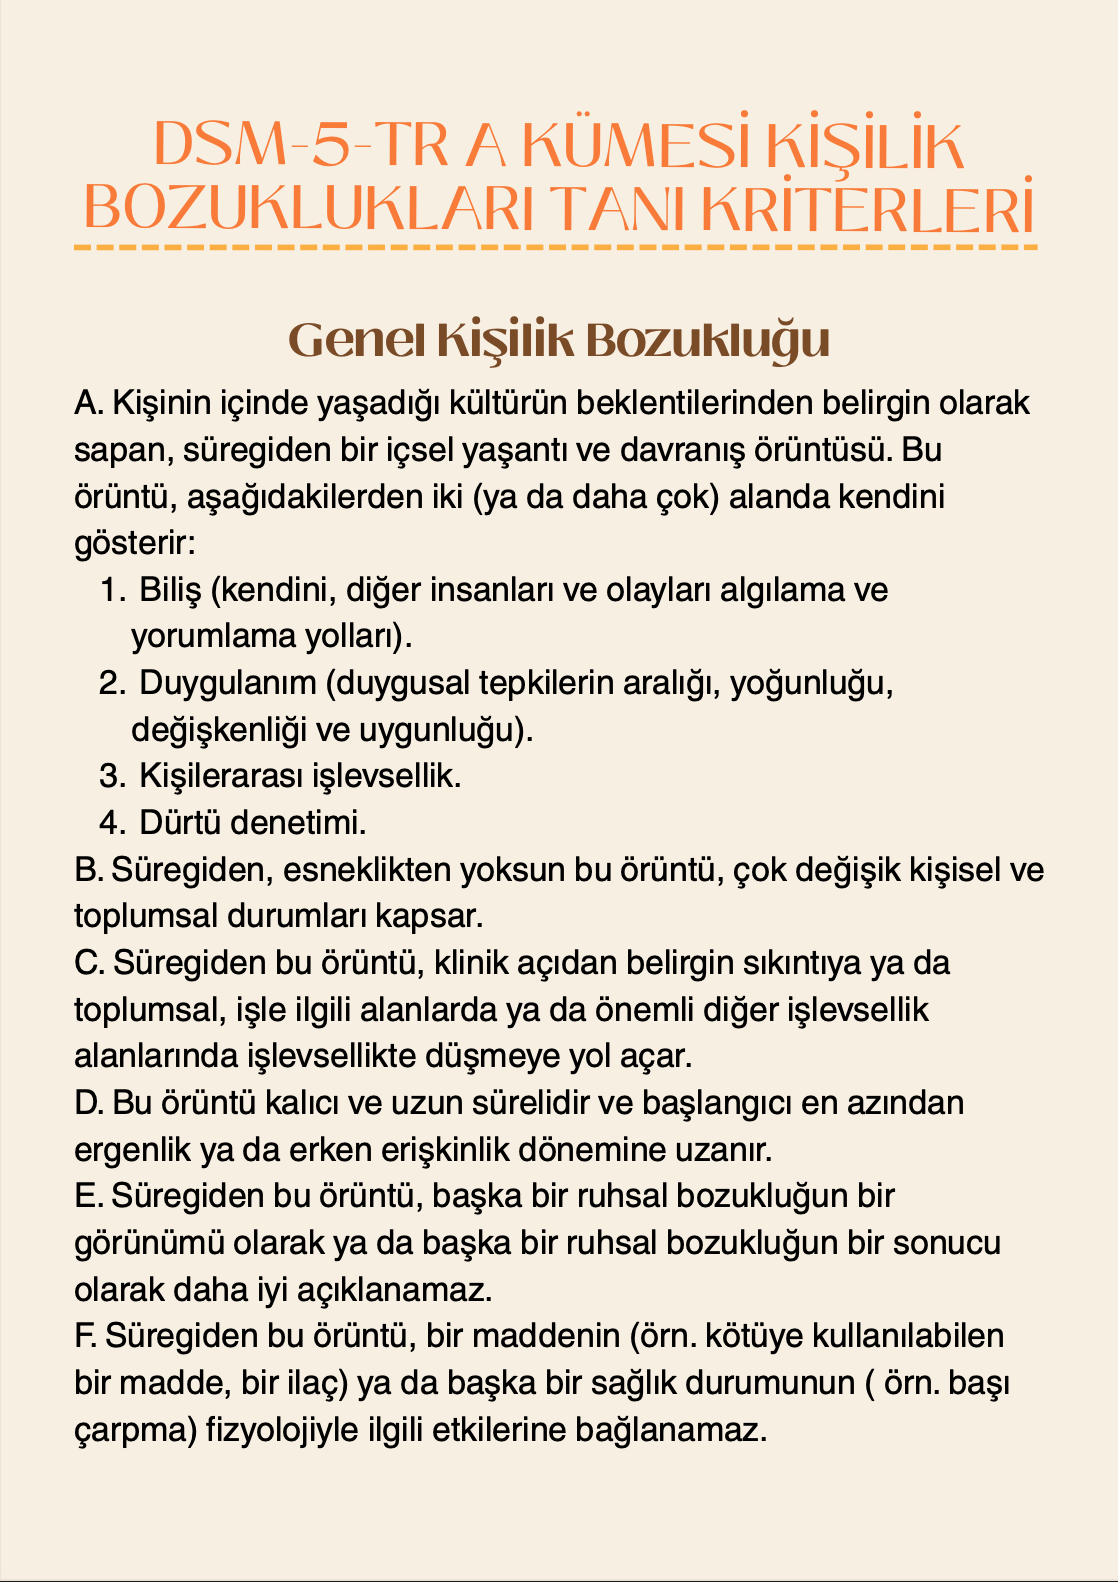 DSM-5-TR A KÜMESİ KİŞİLİK
BOZUKLUKLARI TANI KRİTERLERİ
Genel Kişilik Bozukluğu
A. Kişinin içinde yaşadığı kültürün beklentilerinden belirgin olarak
sapan, süregiden bir içsel yaşantı ve davranış örüntüsü. Bu
örüntü, aşağıdakilerden iki (ya da daha çok) alanda kendini
gösterir:
1. Biliş (kendini, diğer insanları ve olayları algılama ve
yorumlama yolları).
2. Duygulanım (duygusal tepkilerin aralığı, yoğunluğu,
değişkenliği ve uygunluğu).
3. Kişilerarası işlevsellik.
4. Dürtü denetimi.
B. Süregiden, esneklikten yoksun bu örüntü, çok değişik kişisel ve
toplumsal durumları kapsar.
C. Süregiden bu örüntü, klinik açıdan belirgin sıkıntıya ya da
toplumsal, işle ilgili alanlarda ya da önemli diğer işlevsellik
alanlarında işlevsellikte düşmeye yol açar.
D. Bu örüntü kalıcı ve uzun sürelidir ve başlangıcı en azından
ergenlik ya da erken erişkinlik dönemine uzanır.
E. Süregiden bu örüntü, başka bir ruhsal bozukluğun bir
görünümü olarak ya da başka bir ruhsal bozukluğun bir sonucu
olarak daha iyi açıklanamaz.
F. Süregiden bu örüntü, bir maddenin (örn. kötüye kullanılabilen
bir madde, bir ilaç) ya da başka bir sağlık durumunun ( örn. başı
çarpma) fizyolojiyle ilgili etkilerine bağlanamaz.